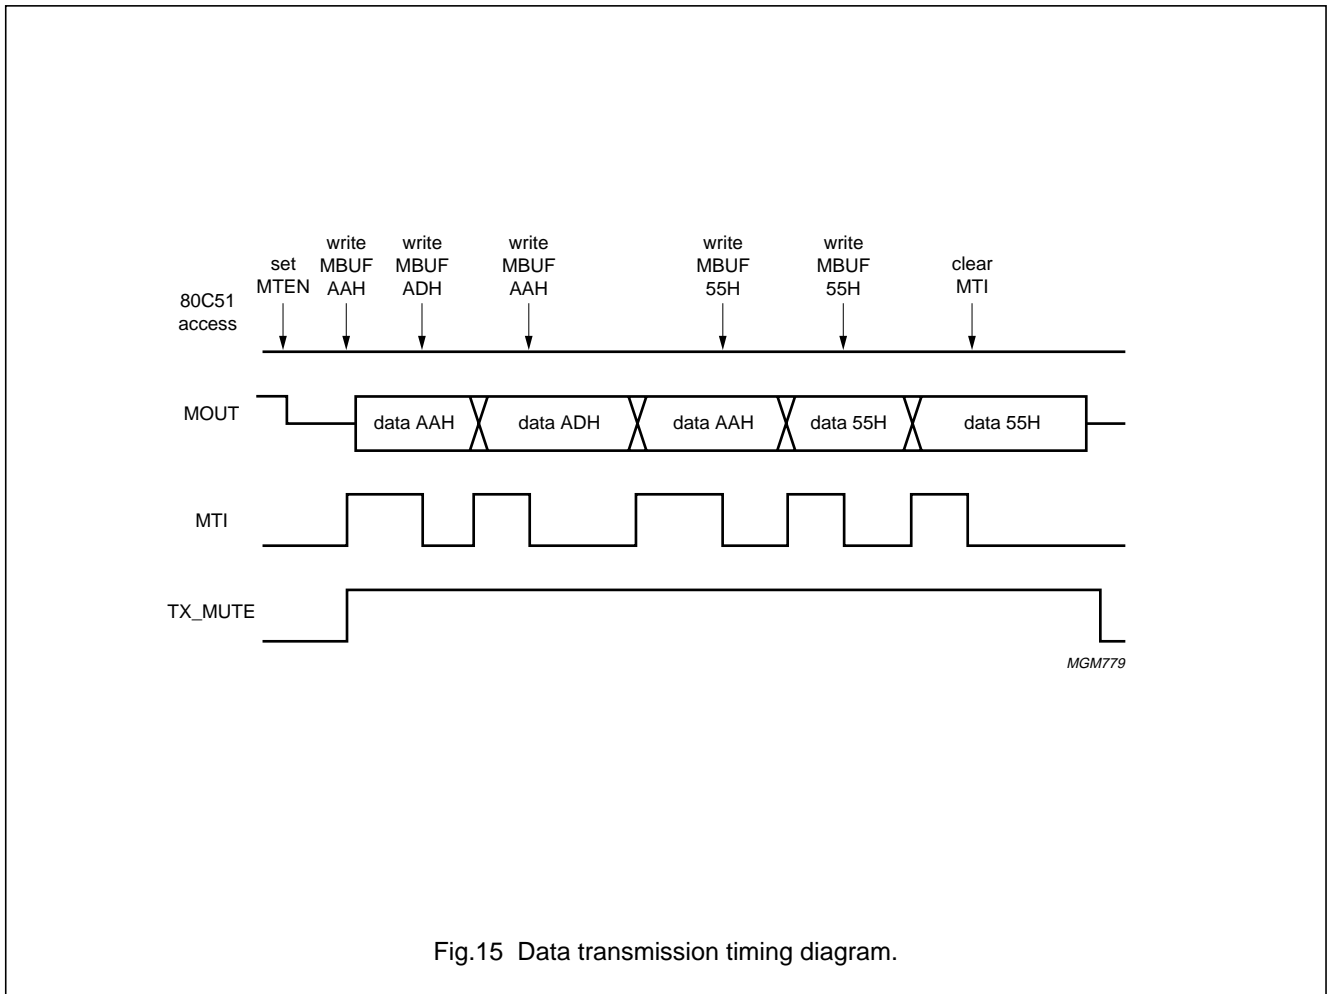 set
MTEN
write
MBUF
AAH
write
MBUF
ADH
write
MBUF
AAH
write
MBUF
55H
write
MBUF
55H
clear
MTI
80C51
access
MOUT
data AAH
data ADH
data AAH
data 55H
data 55H
MTI
TX_MUTE
MGM779
Fig.15 Data transmission timing diagram.